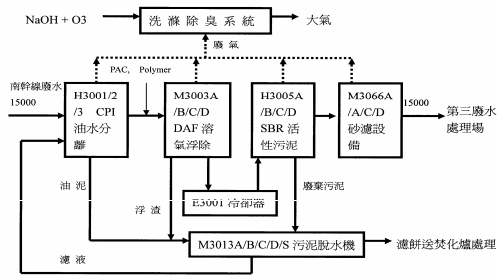 NaOH + O3
洗滌除臭系統
大氣
廢氣
PAC, Polymer
南幹線廢水
15000
H3001/2
/3 CPI
油水分
離
M3003A
/B/C/D
DAF 溶
氣浮除
H3005A
/B/C/D
SBR 活
性污泥
M3066A
/A/C/D
砂濾設
備
15000
第三廢水
處理場
油泥
浮渣
E3001 冷卻器
廢棄污泥
M3013A/B/C/D/S 污泥脫水機
濾餅送焚化爐處理
濾液